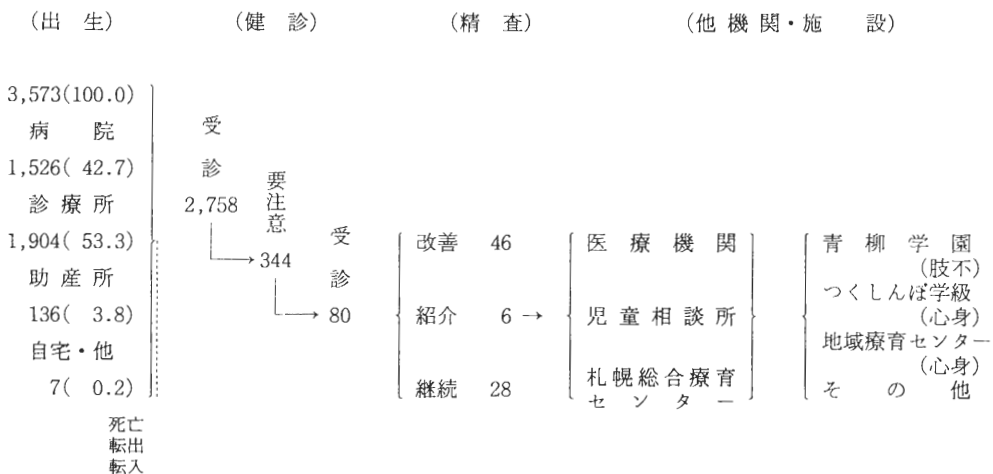 （出 生） （健 診） （精 査） （他 機 関・施 設）
3,573(100.0)
病 院
1,526( 42.7)
診 療 所
1,904( 53.3)
助 産 所
136( 3.8)
自宅・他
7( 0.2)
死亡
転出
転入
受診
2,758
要注意
344
受診
80
改善 46
紹介 6 →
継続 28
医 療 機 関
児 童 相 談 所
札幌総合療育
セ ン タ ー
青 柳 学 園
（肢不）
つくしんぼ学級
（心身）
地域療育センター
（心身）
そ の 他